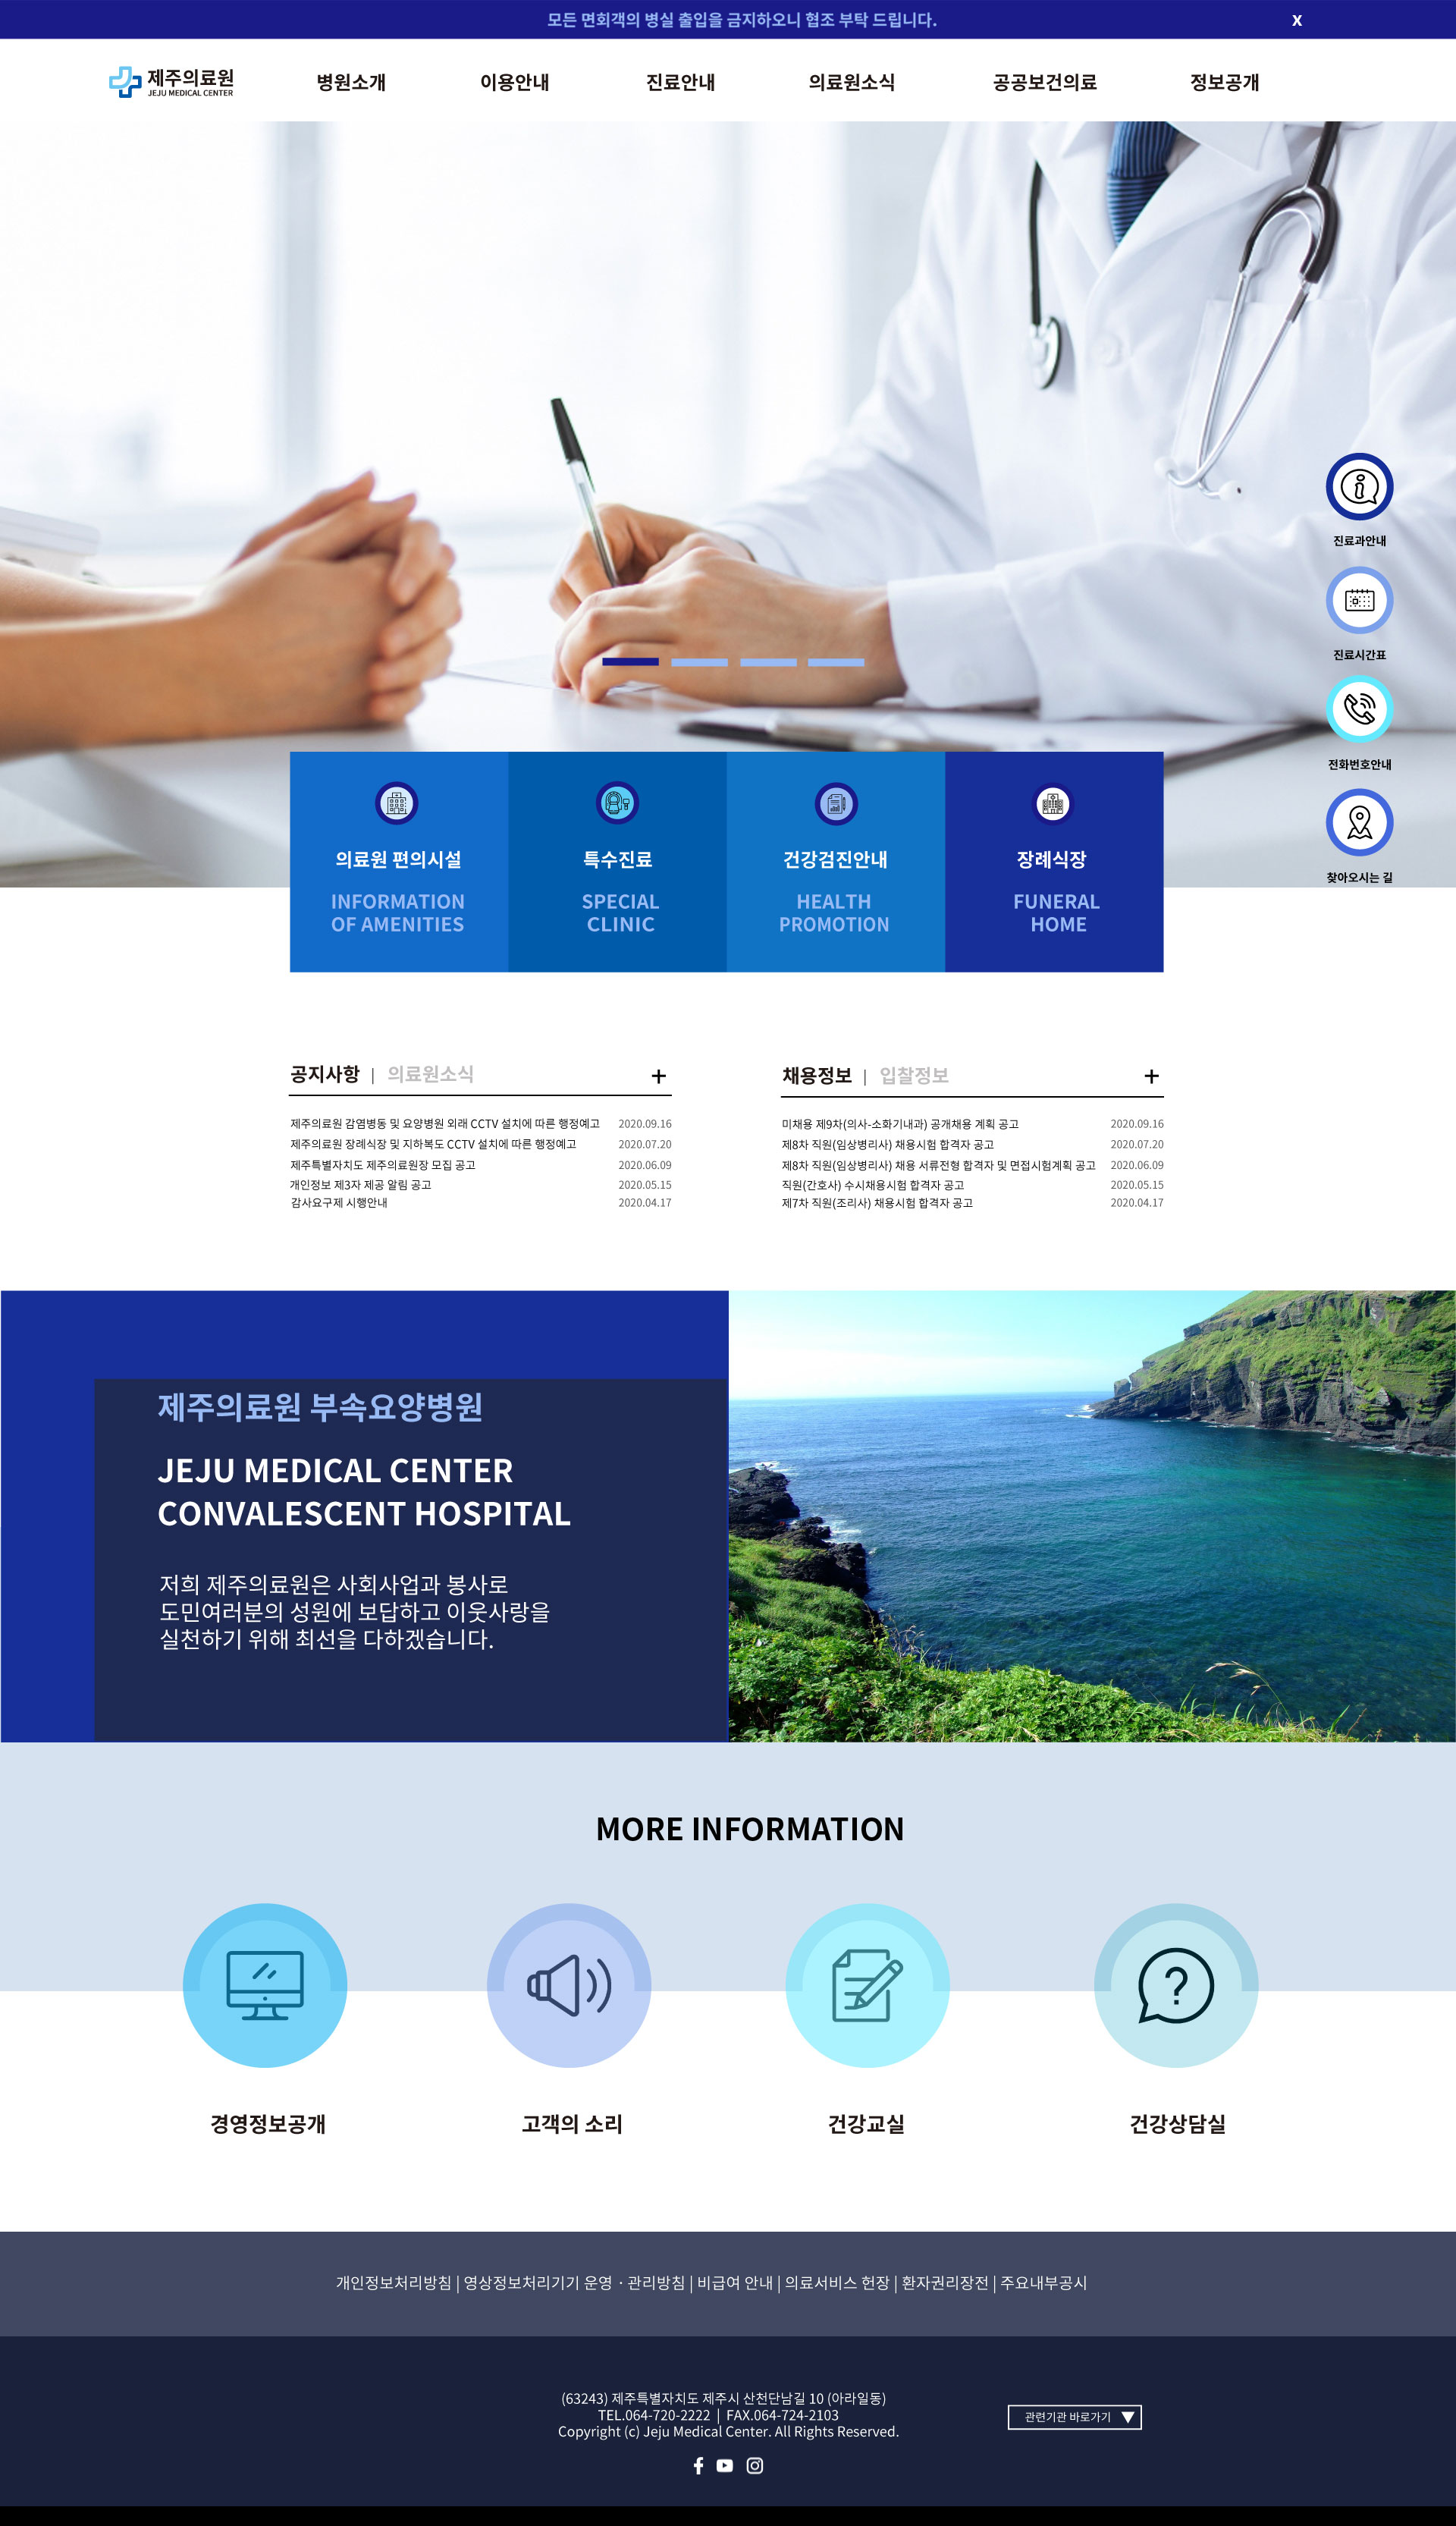 모든 면회객의 병실 출입을 금지하오니 협조 부탁 드립니다. X
제주의료원
JEJU MEDICAL CENTER
병원소개 이용안내 진료안내 의료원소식 공공보건의료 정보공개
진료과안내
진료시간표
전화번호안내
찾아오시는 길
의료원 편의시설
INFORMATION
OF AMENITIES
특수진료
SPECIAL
CLINIC
건강검진안내
HEALTH
PROMOTION
장례식장
FUNERAL
HOME
공지사항 | 의료원소식 +
제주의료원 감염병동 및 요양병원 외래 CCTV 설치에 따른 행정예고 2020.09.16
제주의료원 장례식장 및 지하복도 CCTV 설치에 따른 행정예고 2020.07.20
제주특별자치도 제주의료원장 모집 공고 2020.06.09
개인정보 제3자 제공 알림 공고 2020.05.15
감사요구제 시행안내 2020.04.17
채용정보 | 입찰정보 +
미채용 제9차(의사-소화기내과) 공개채용 계획 공고 2020.09.16
제8차 직원(임상병리사) 채용시험 합격자 공고 2020.07.20
제8차 직원(임상병리사) 채용 서류전형 합격자 및 면접시험계획 공고 2020.06.09
직원(간호사) 수시채용시험 합격자 공고 2020.05.15
제7차 직원(조리사) 채용시험 합격자 공고 2020.04.17
제주의료원 부속요양병원
JEJU MEDICAL CENTER
CONVALESCENT HOSPITAL
저희 제주의료원은 사회사업과 봉사로
도민여러분의 성원에 보답하고 이웃사랑을
실천하기 위해 최선을 다하겠습니다.
MORE INFORMATION
경영정보공개 고객의 소리 건강교실 건강상담실
개인정보처리방침 | 영상정보처리기기 운영 · 관리방침 | 비급여 안내 | 의료서비스 헌장 | 환자권리장전 | 주요내부공시
(63243) 제주특별자치도 제주시 산천단남길 10 (아라일동)
TEL.064-720-2222 | FAX.064-724-2103
Copyright (c) Jeju Medical Center. All Rights Reserved.
관련기관 바로가기 ▼